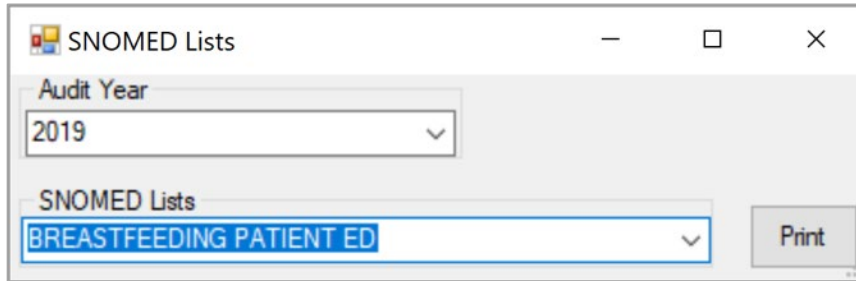 SNOMED Lists
Audit Year
2019
SNOMED Lists
BREASTFEEDING PATIENT ED
Print